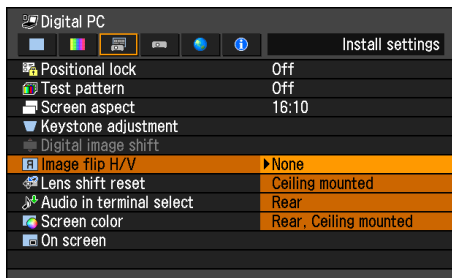 Digital PC
Install settings
Positional lock Off
Test pattern Off
Screen aspect 16:10
Keystone adjustment
Digital image shift
Image flip H/V None
Lens shift reset Ceiling mounted
Audio in terminal select Rear
Screen color Rear, Ceiling mounted
On screen